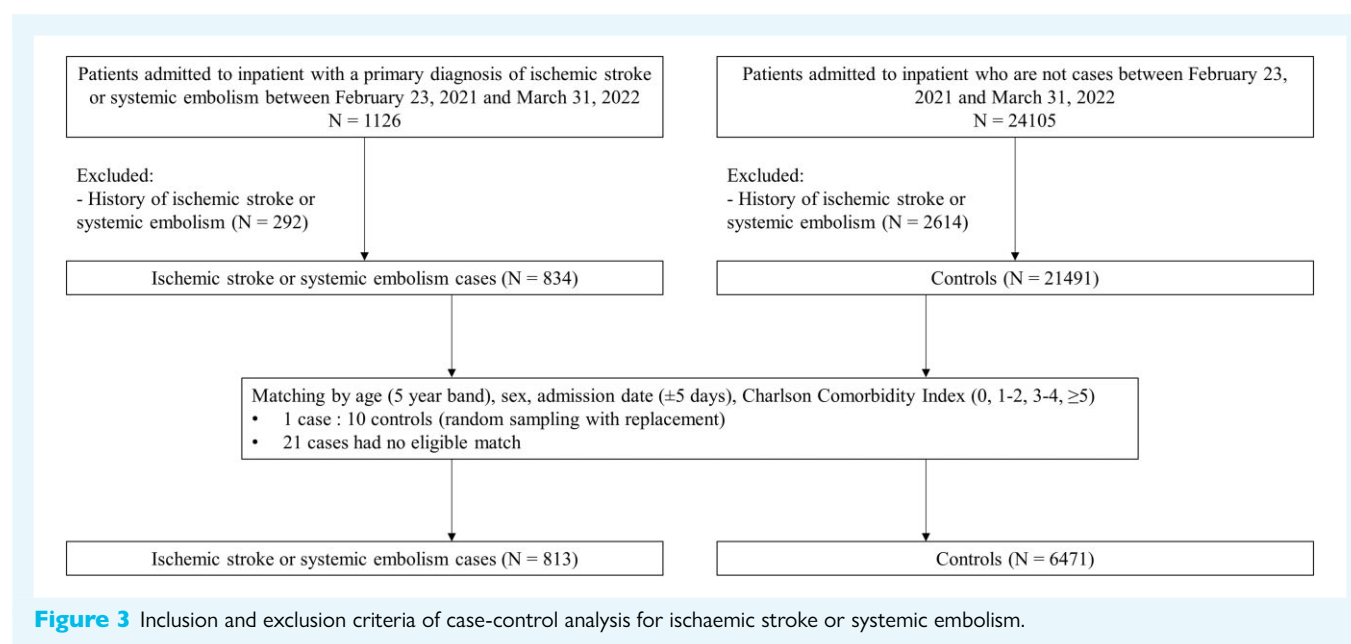 Patients admitted to inpatient with a primary diagnosis of ischemic stroke
or systemic embolism between February 23, 2021 and March 31, 2022
N = 1126
Patients admitted to inpatient who are not cases between February 23,
2021 and March 31, 2022
N = 24105
Excluded:
- History of ischemic stroke or
systemic embolism (N = 292)
Excluded:
- History of ischemic stroke or
systemic embolism (N = 2614)
Ischemic stroke or systemic embolism cases (N = 834)
Controls (N = 21491)
Matching by age (5 year band), sex, admission date (±5 days), Charlson Comorbidity Index (0, 1-2, 3-4, ≥5)
• 1 case : 10 controls (random sampling with replacement)
• 21 cases had no eligible match
Ischemic stroke or systemic embolism cases (N = 813)
Controls (N = 6471)
Figure 3 Inclusion and exclusion criteria of case-control analysis for ischaemic stroke or systemic embolism.